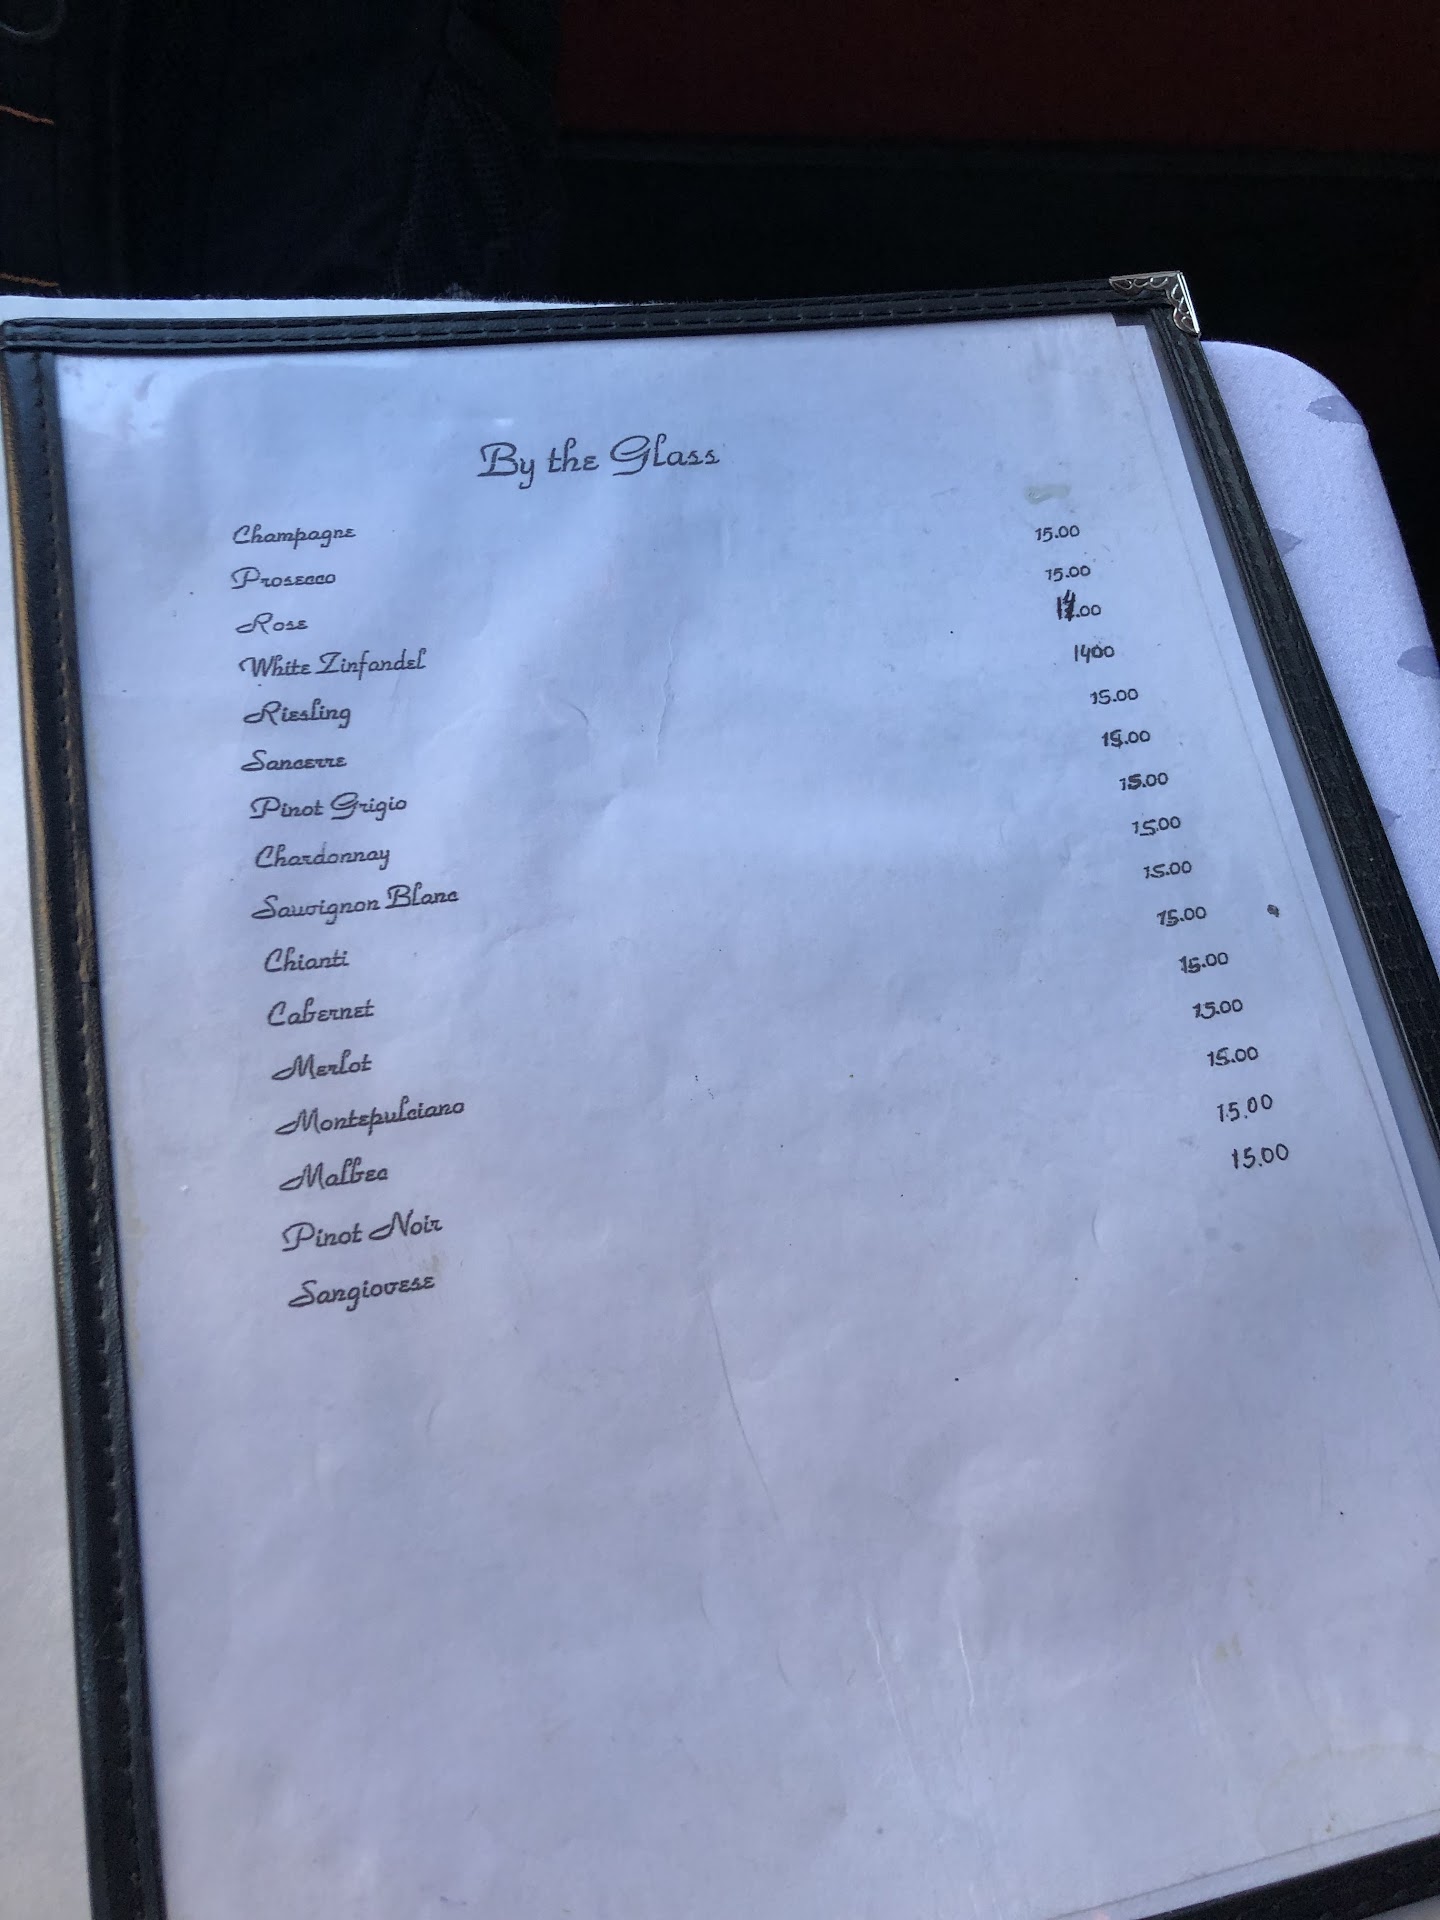 By the Glass
Champagne
Prosecco 15.00
Rose 15.00
White Zinfandel 14.00
Riesling 1400
Sancerre 15.00
Pinot Grigio 15.00
Chardonnay 15.00
Sauvignon Blanc 15.00
Chianti 15.00
Cabernet 15.00
Merlot 15.00
Montepulciano 15.00
Malbec 15.00
Pinot Noir 15.00
Sangiovese 15.00